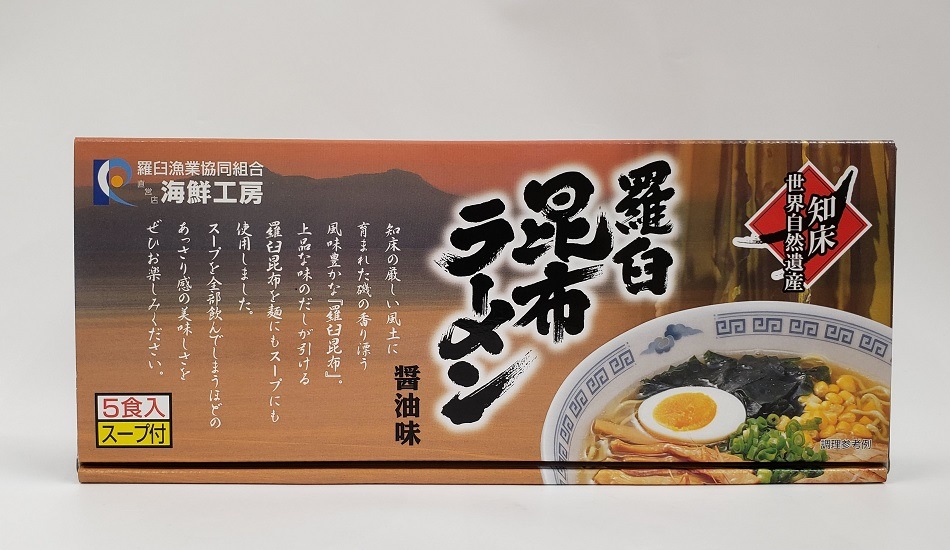 羅臼漁業協同組合
直営店 海鮮工房
羅臼
昆布
ラーメン
醤油味
知床
世界自然遺産
知床の厳しい風土に
育まれた磯の香り漂う
風味豊かな『羅臼昆布』。
上品な味のだしが引ける
羅臼昆布を麺にもスープにも
使用しました。
スープを全部飲んでしまうほどの
あっさり感の美味しさを
ぜひお楽しみください。
5食入
スープ付
調理参考例